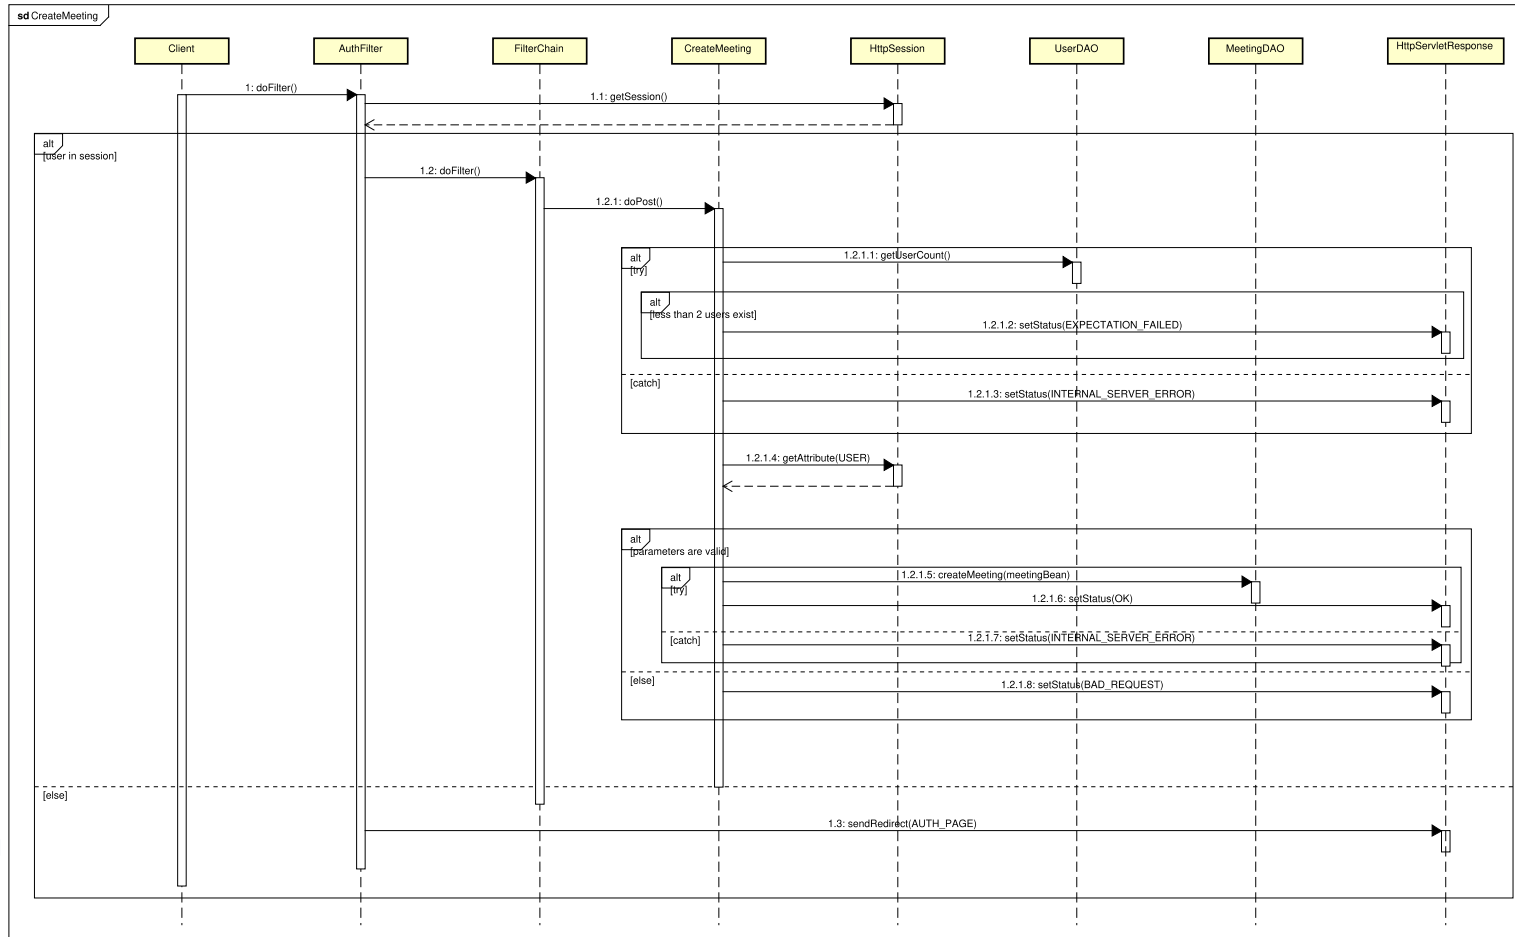 sd CreateMeeting
Client
AuthFilter
FilterChain
CreateMeeting
HttpSession
UserDAO
MeetingDAO
HttpServletResponse
1: doFilter()
1.1: getSession()
alt
[user in session]
1.2: doFilter()
1.2.1: doPost()
alt
[try]
1.2.1.1: getUserCount()
alt
[less than 2 users exist]
1.2.1.2: setStatus(EXPECTATION_FAILED)
[catch]
1.2.1.3: setStatus(INTERNAL_SERVER_ERROR)
1.2.1.4: getAttribute(USER)
alt
[parameters are valid]
alt
[try]
1.2.1.5: createMeeting(meetingBean)
1.2.1.6: setStatus(OK)
[catch]
1.2.1.7: setStatus(INTERNAL_SERVER_ERROR)
[else]
1.2.1.8: setStatus(BAD_REQUEST)
[else]
1.3: sendRedirect(AUTH_PAGE)